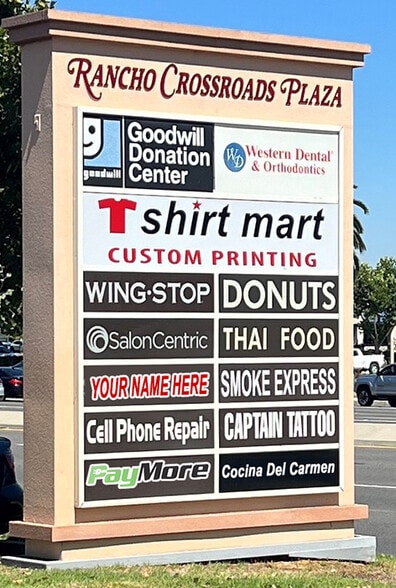 Rancho Crossroads Plaza
goodwill
Goodwill
Donation
Center
WD Western Dental
& Orthodontics
Tshirt mart
CUSTOM PRINTING
WING·STOP
DONUTS
SalonCentric
THAI FOOD
YOUR NAME HERE
SMOKE EXPRESS
Cell Phone Repair
CAPTAIN TATTOO
PayMore
Cocina Del Carmen